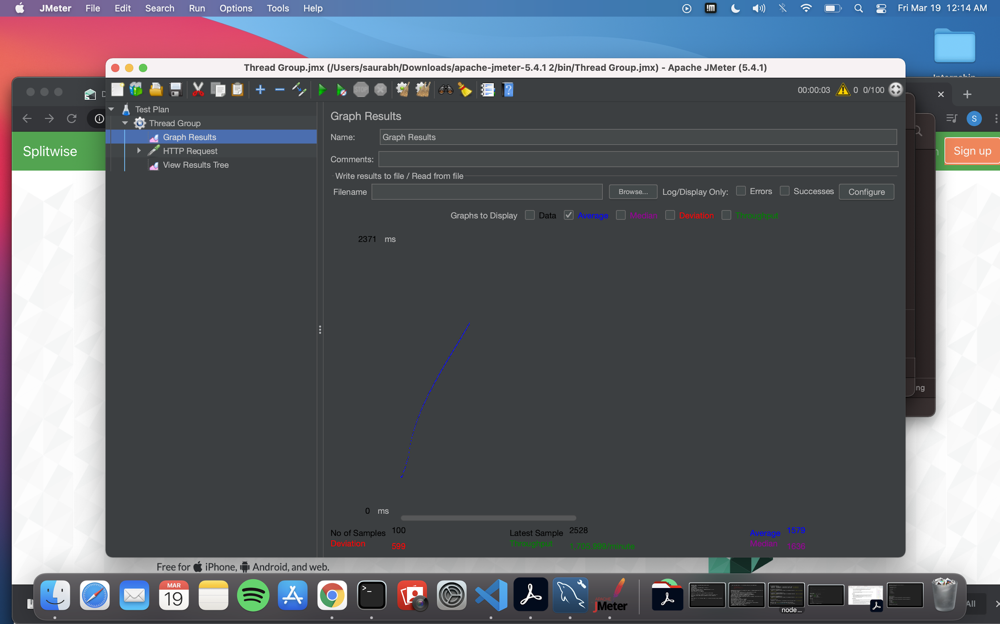 JMeter File Edit Search Run Options Tools Help Fri Mar 19 12:14 AM
Thread Group.jmx (/Users/saurabh/Downloads/apache-jmeter-5.4.1 2/bin/Thread Group.jmx) - Apache JMeter (5.4.1)
STOP 00:00:03 0 0/100
Test Plan
Thread Group
Graph Results
HTTP Request
View Results Tree
Graph Results
Name: Graph Results
Comments:
Write results to file / Read from file
Filename Browse... Log/Display Only: Errors Successes Configure
Graphs to Display Data Average Median Deviation Throughput
2371 ms
0 ms
No of Samples 100 Latest Sample 2528 Average 1579
Deviation 599 Throughput 1,705.999/minute Median 1636
Splitwise
Sign up
S
ng
Free for iPhone, Android, and web.
MAR
19
APACHE
JMeter
node...
All